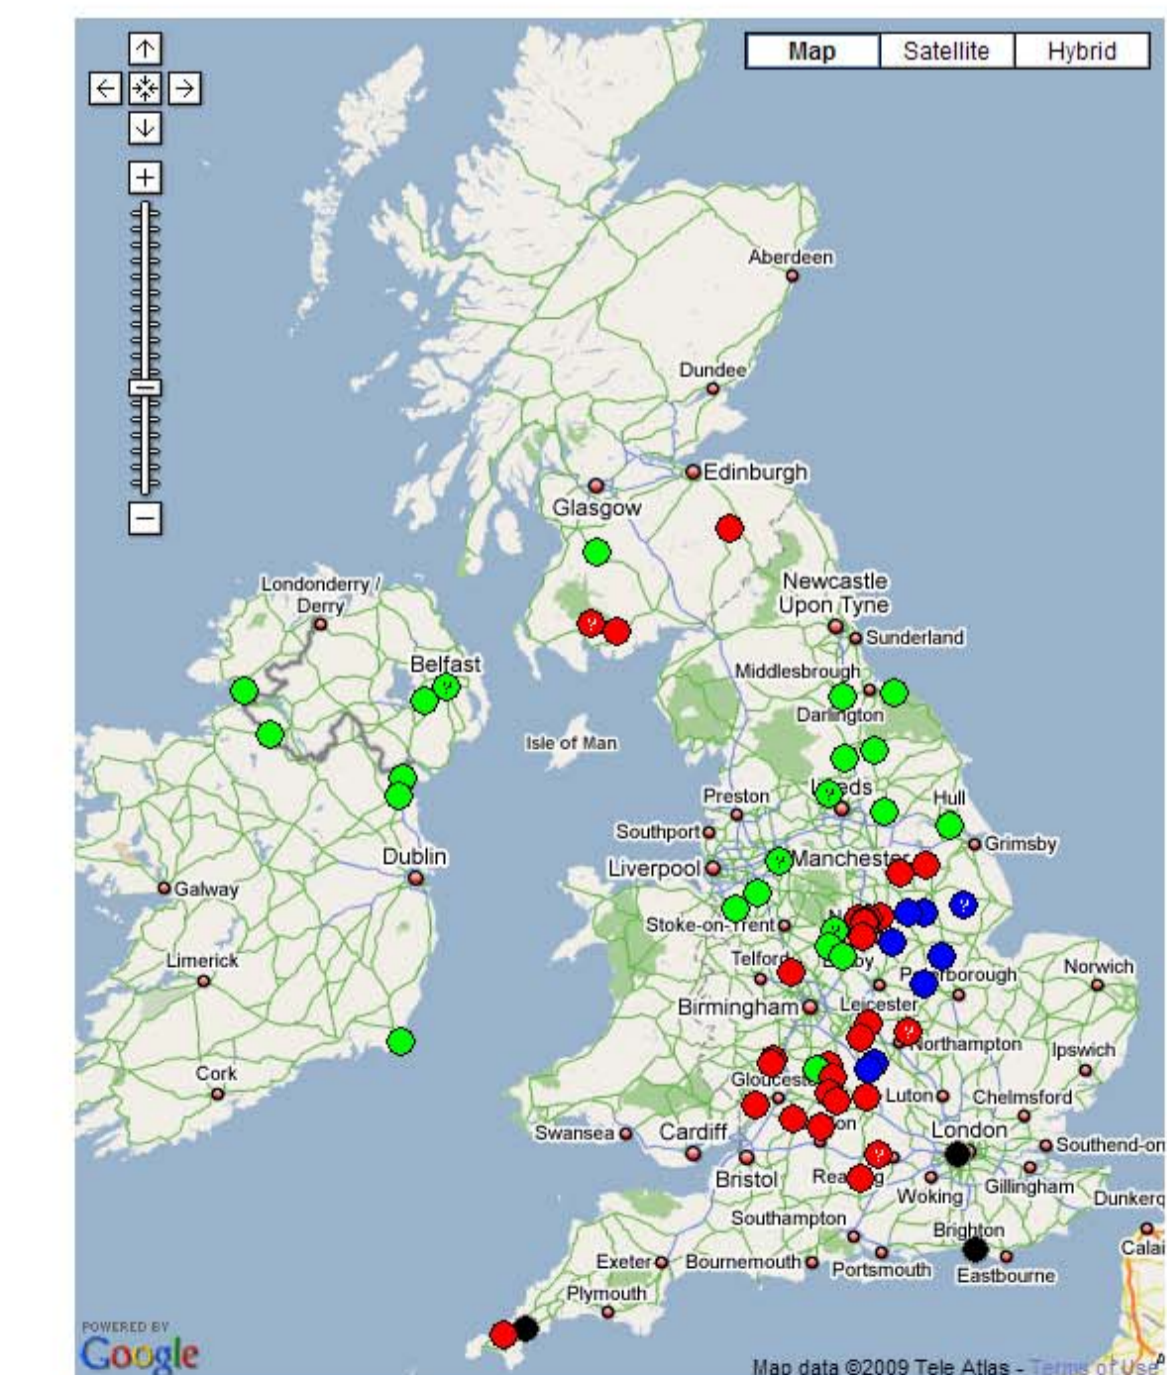 Map Satellite Hybrid
Aberdeen
Dundee
Edinburgh
Glasgow
Londonderry /
Derry
Newcastle
Upon Tyne
Sunderland
Belfast
Middlesbrough
Darlington
Isle of Man
Preston
Hull
Southport
Grimsby
Dublin
Manchester
Liverpool
Galway
Stoke-on-Trent
Limerick
Telford
Norwich
Birmingham
Leicester
Northampton
Ipswich
Cork
Luton
Chelmsford
Swansea
Cardiff
London
Southend-on
Bristol
Gillingham
Woking
Dunkerq
Southampton
Brighton
Calai
Exeter
Bournemouth
Portsmouth
Eastbourne
Plymouth
POWERED BY
Google
Map data ©2009 Tele Atlas - Terms of Use